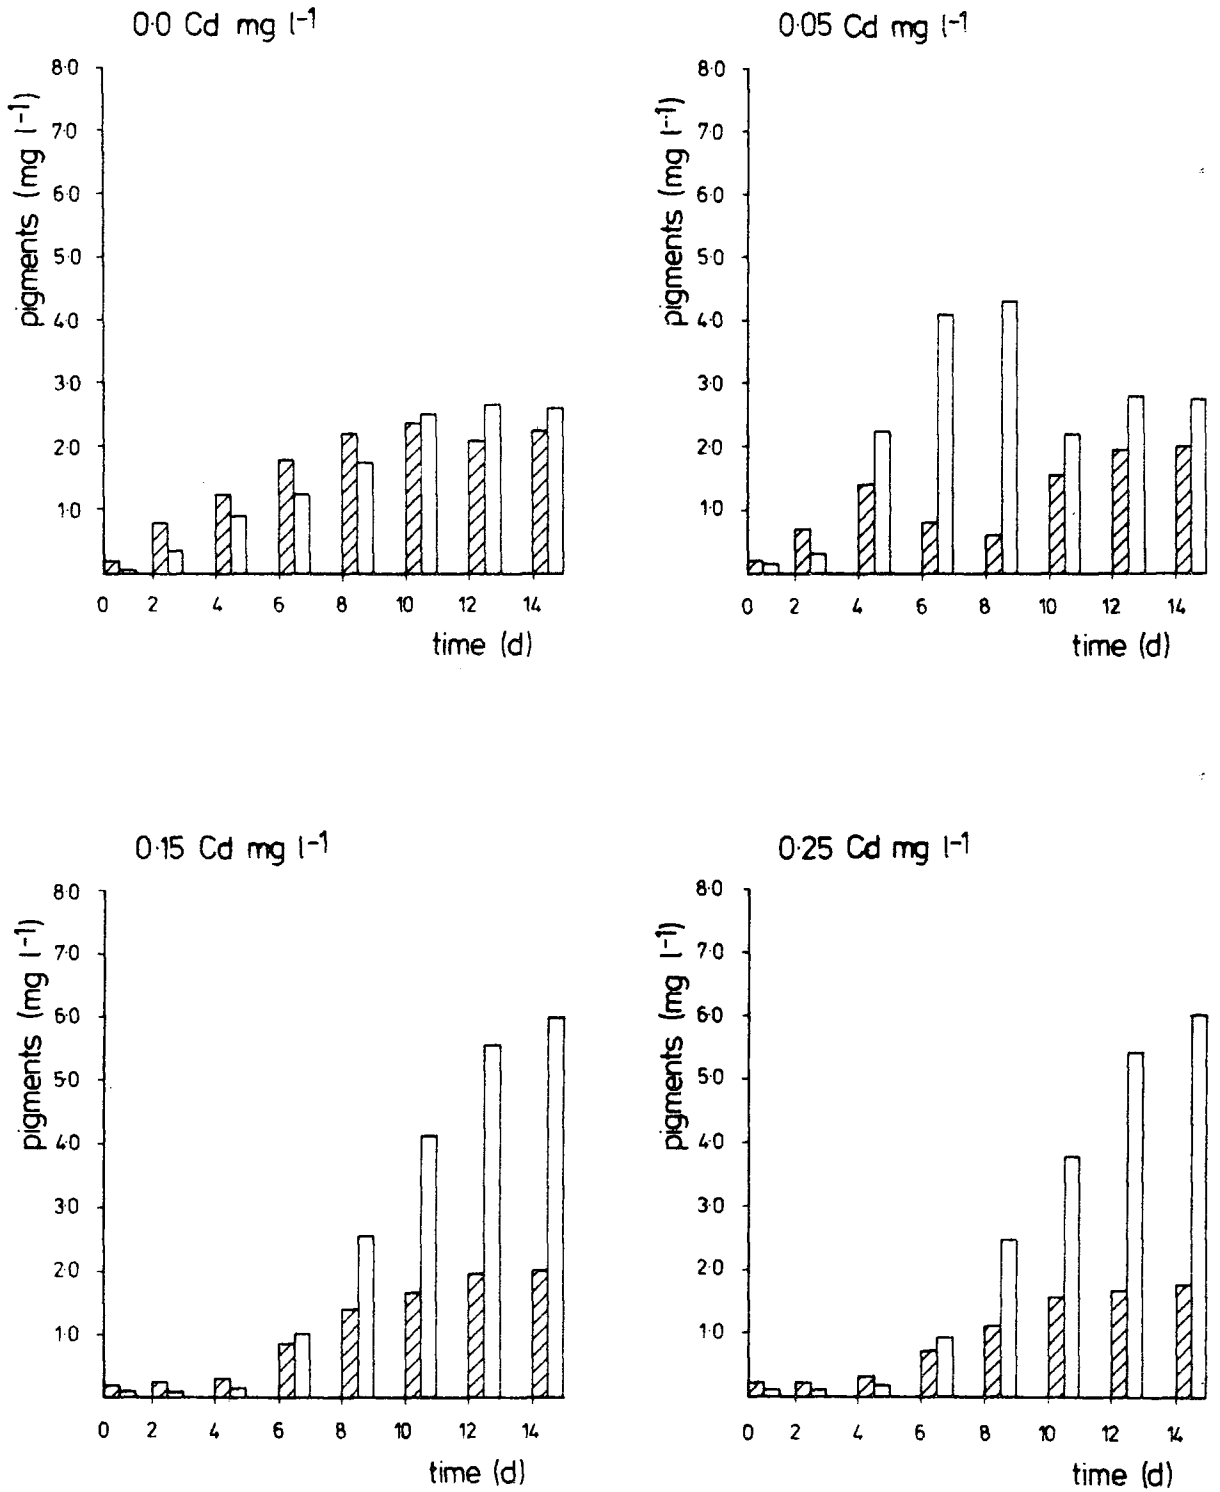 0·0 Cd mg l⁻¹
pigments (mg l⁻¹)
8·0
7·0
6·0
5·0
4·0
3·0
2·0
1·0
0 2 4 6 8 10 12 14
time (d)
0·05 Cd mg l⁻¹
pigments (mg l⁻¹)
8·0
7·0
6·0
5·0
4·0
3·0
2·0
1·0
0 2 4 6 8 10 12 14
time (d)
0·15 Cd mg l⁻¹
pigments (mg l⁻¹)
8·0
7·0
6·0
5·0
4·0
3·0
2·0
1·0
0 2 4 6 8 10 12 14
time (d)
0·25 Cd mg l⁻¹
pigments (mg l⁻¹)
8·0
7·0
6·0
5·0
4·0
3·0
2·0
1·0
0 2 4 6 8 10 12 14
time (d)